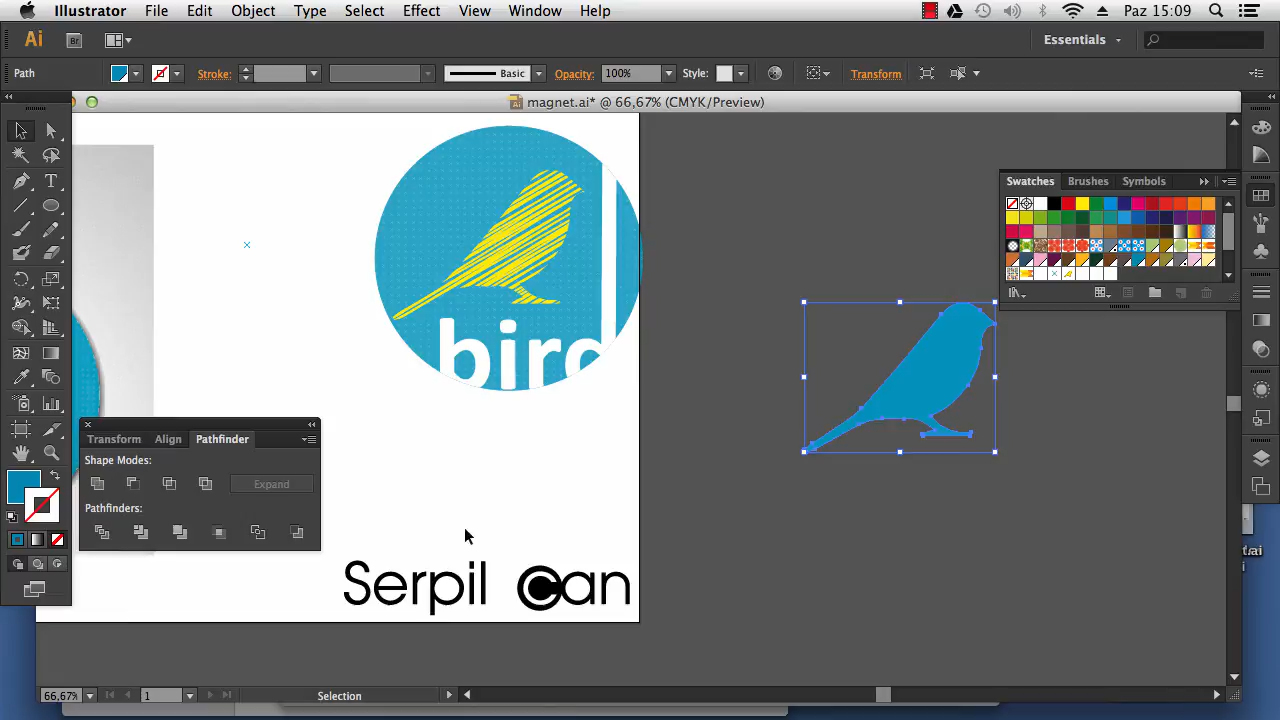 Illustrator File Edit Object Type Select Effect View Window Help Paz 15:09
Ai Br Essentials
Path Stroke: Basic Opacity: 100% Style: Transform
magnet.ai* @ 66,67% (CMYK/Preview)
Swatches Brushes Symbols
bird
Transform Align Pathfinder
Shape Modes:
Expand
Pathfinders:
Serpil Can
66,67% 1 Selection